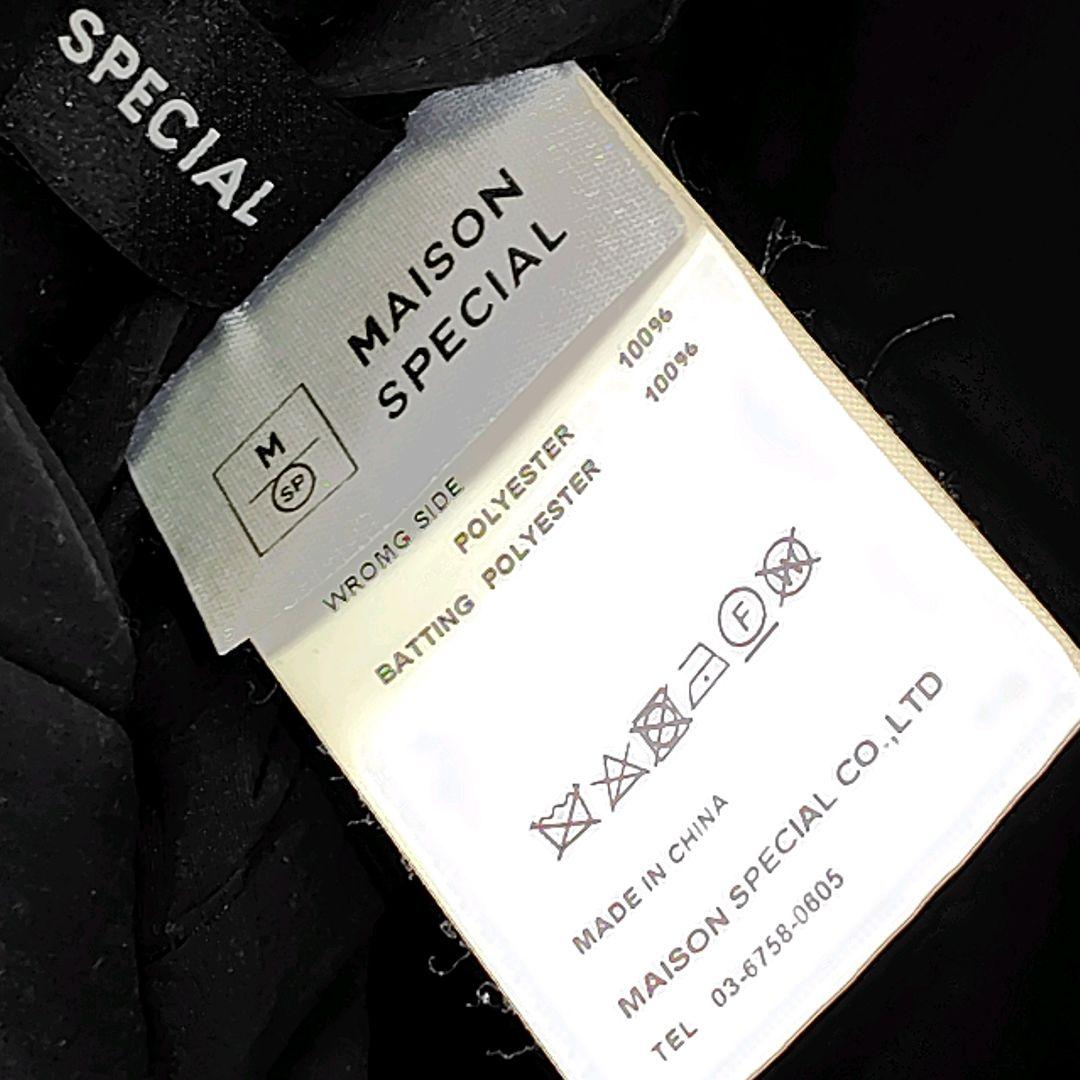 SPECIAL
MAISON
SPECIAL
M
SP
WROMG SIDE
POLYESTER 100%
BATTING POLYESTER 100%
F
W
MADE IN CHINA
MAISON SPECIAL CO.,LTD
TEL 03-6758-0805